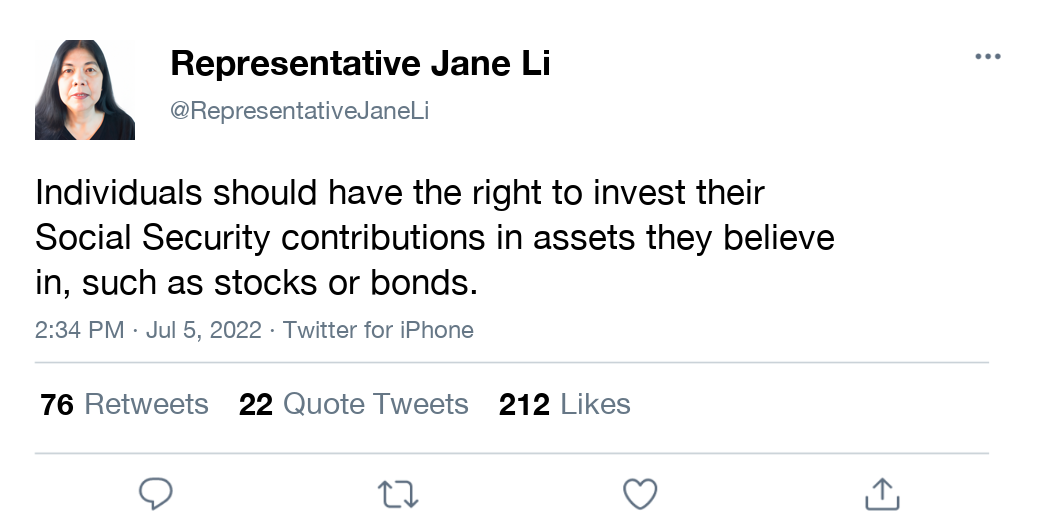 Representative Jane Li
@RepresentativeJaneLi
Individuals should have the right to invest their
Social Security contributions in assets they believe
in, such as stocks or bonds.
2:34 PM · Jul 5, 2022 · Twitter for iPhone
76 Retweets 22 Quote Tweets 212 Likes